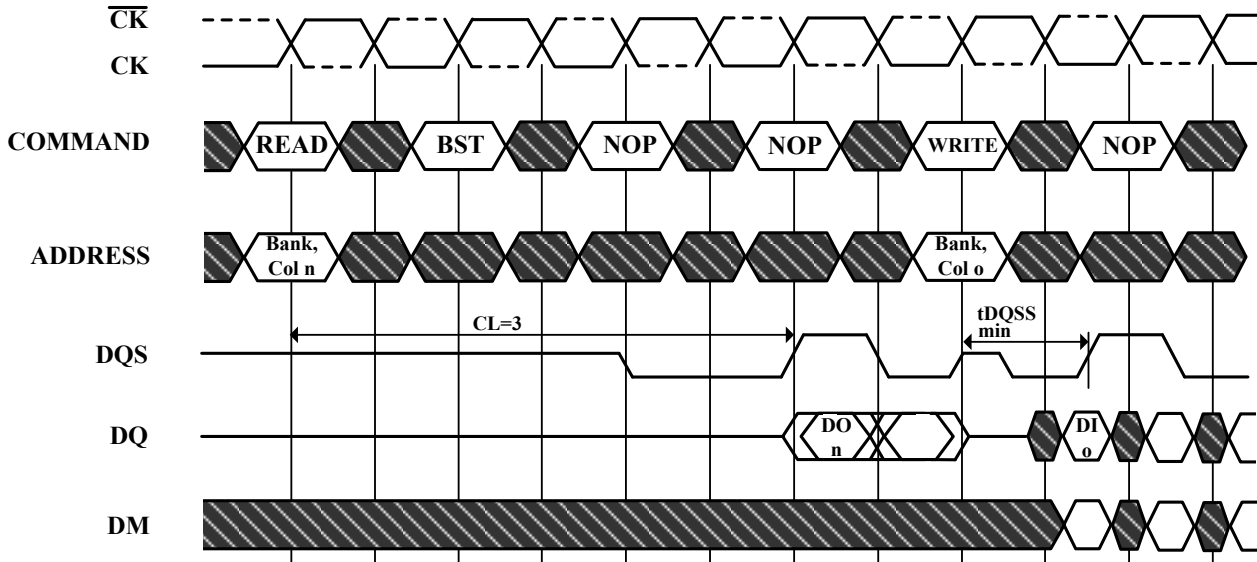 CK
CK
COMMAND
READ
BST
NOP
NOP
WRITE
NOP
ADDRESS
Bank,
Col n
Bank,
Col o
CL=3
tDQSS
min
DQS
DQ
DO
n
DI
o
DM